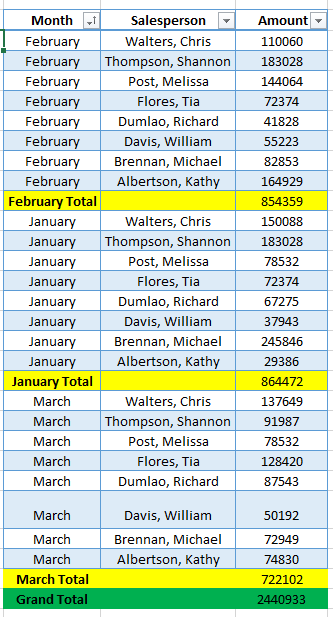 Month Salesperson Amount
February Walters, Chris 110060
February Thompson, Shannon 183028
February Post, Melissa 144064
February Flores, Tia 72374
February Dumlao, Richard 41828
February Davis, William 55223
February Brennan, Michael 82853
February Albertson, Kathy 164929
February Total 854359
January Walters, Chris 150088
January Thompson, Shannon 183028
January Post, Melissa 78532
January Flores, Tia 72374
January Dumlao, Richard 67275
January Davis, William 37943
January Brennan, Michael 245846
January Albertson, Kathy 29386
January Total 864472
March Walters, Chris 137649
March Thompson, Shannon 91987
March Post, Melissa 78532
March Flores, Tia 128420
March Dumlao, Richard 87543
March Davis, William 50192
March Brennan, Michael 72949
March Albertson, Kathy 74830
March Total 722102
Grand Total 2440933